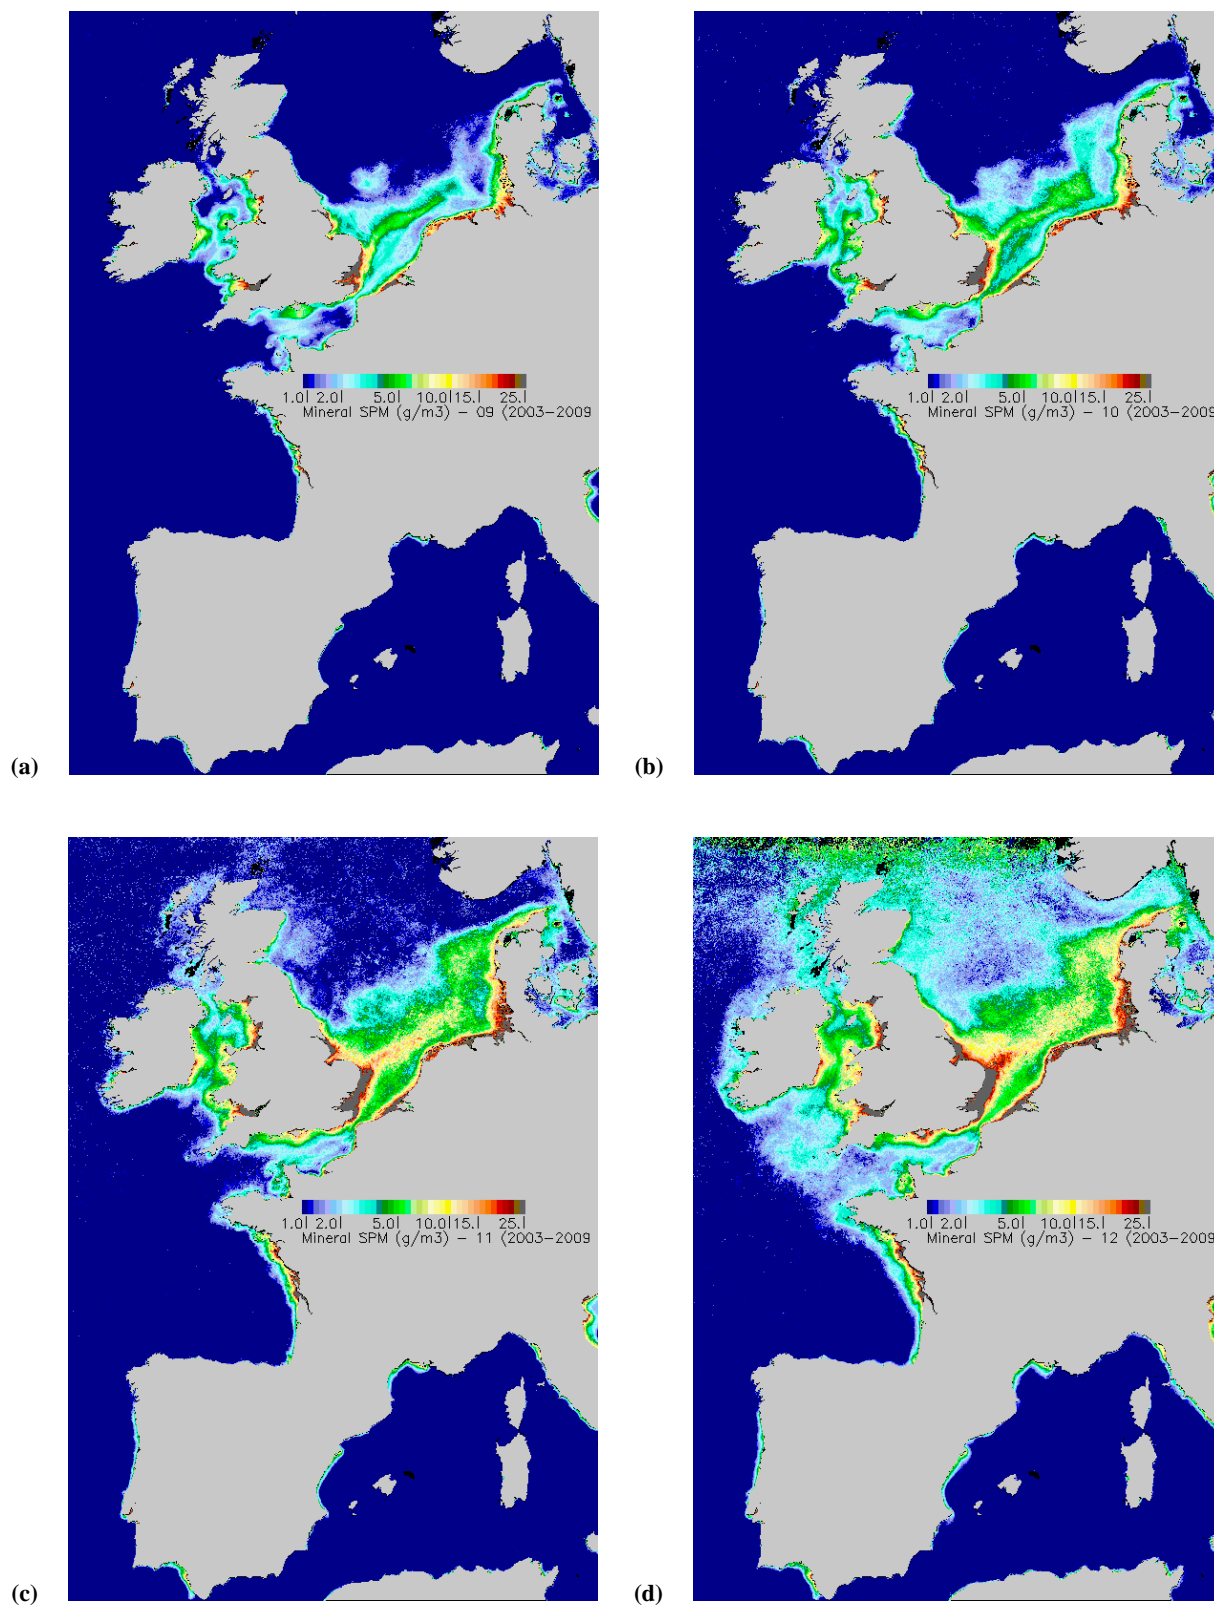 1.0| 2.0| 5.0| 10.0|15.| 25.|
Mineral SPM (g/m3) - 09 (2003-2009
(a)
1.0| 2.0| 5.0| 10.0|15.| 25.|
Mineral SPM (g/m3) - 10 (2003-2009
(b)
1.0| 2.0| 5.0| 10.0|15.| 25.|
Mineral SPM (g/m3) - 11 (2003-2009
(c)
1.0| 2.0| 5.0| 10.0|15.| 25.|
Mineral SPM (g/m3) - 12 (2003-2009
(d)